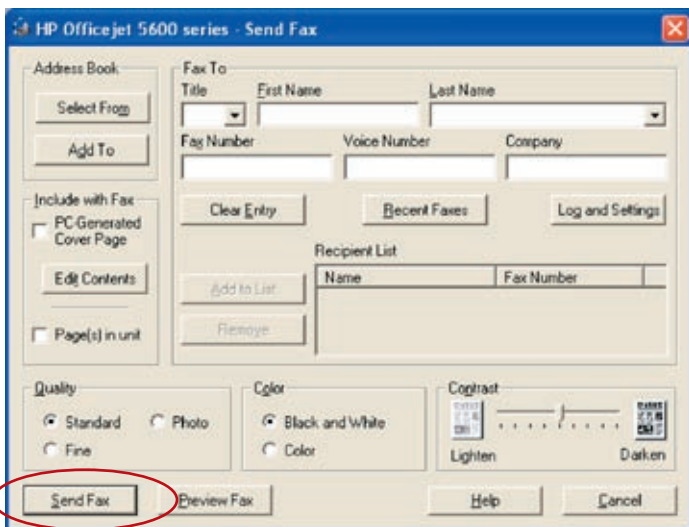 HP Officejet 5600 series - Send Fax
Address Book
Select From
Add To
Fax To
Title First Name Last Name
Fax Number Voice Number Company
Clear Entry Recent Faxes Log and Settings
Include with Fax
PC-Generated
Cover Page
Edit Contents
Page(s) in unit
Recipient List
Name Fax Number
Add to List
Remove
Quality
Standard Photo
Fine
Color
Black and White
Color
Contrast
Lighten Darken
Send Fax Preview Fax Help Cancel